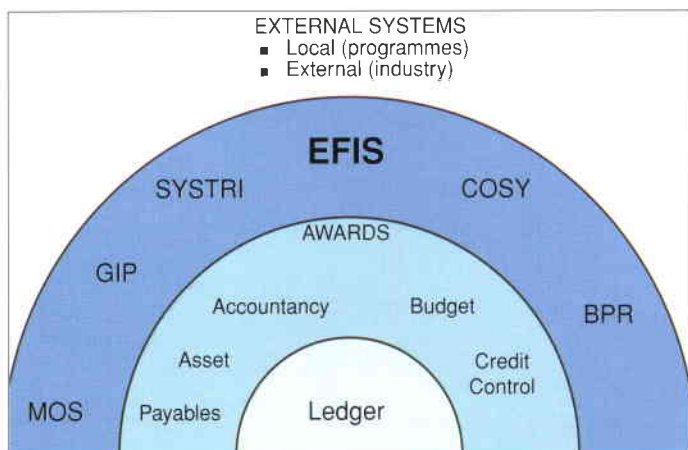 EXTERNAL SYSTEMS
▪ Local (programmes)
▪ External (industry)
EFIS
SYSTRI
COSY
AWARDS
GIP
Accountancy
Budget
BPR
Asset
Credit
Control
MOS
Payables
Ledger